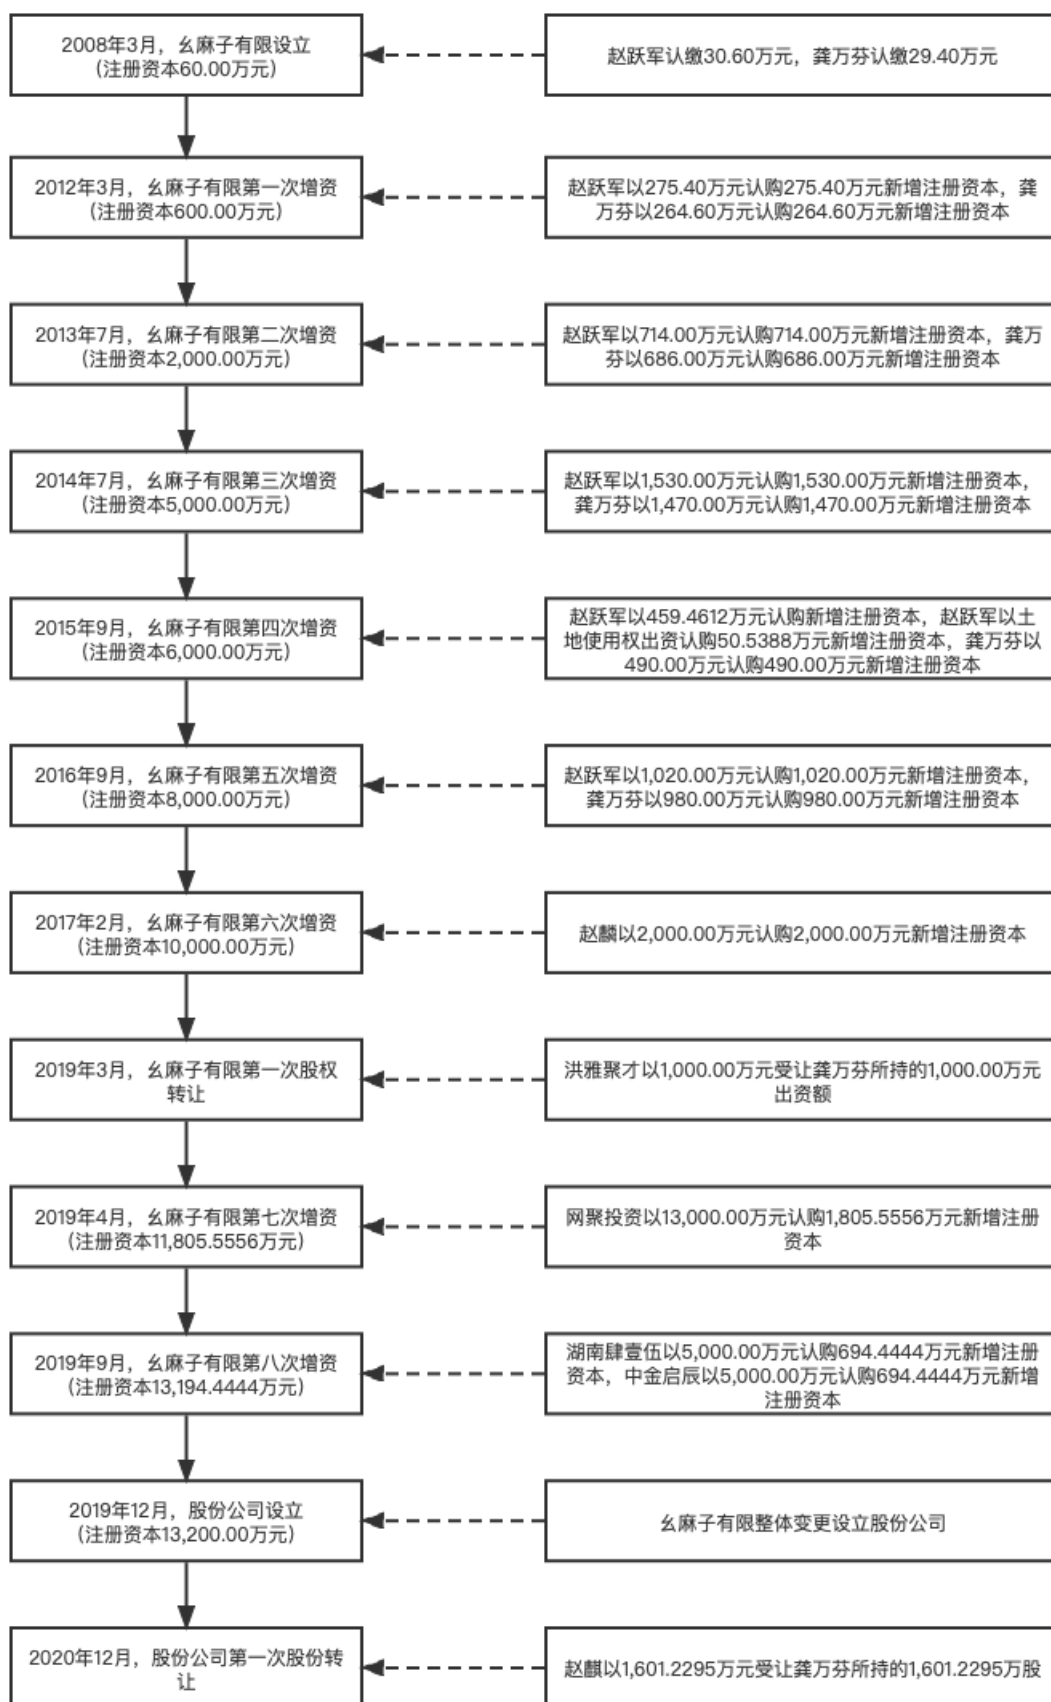 2008年3月，幺麻子有限设立
（注册资本60.00万元）
赵跃军认缴30.60万元，龚万芬认缴29.40万元
2012年3月，幺麻子有限第一次增资
（注册资本600.00万元）
赵跃军以275.40万元认购275.40万元新增注册资本，龚
万芬以264.60万元认购264.60万元新增注册资本
2013年7月，幺麻子有限第二次增资
（注册资本2,000.00万元）
赵跃军以714.00万元认购714.00万元新增注册资本，龚万
芬以686.00万元认购686.00万元新增注册资本
2014年7月，幺麻子有限第三次增资
（注册资本5,000.00万元）
赵跃军以1,530.00万元认购1,530.00万元新增注册资本，
龚万芬以1,470.00万元认购1,470.00万元新增注册资本
2015年9月，幺麻子有限第四次增资
（注册资本6,000.00万元）
赵跃军以459.4612万元认购新增注册资本，赵跃军以土
地使用权出资认购50.5388万元新增注册资本，龚万芬以
490.00万元认购490.00万元新增注册资本
2016年9月，幺麻子有限第五次增资
（注册资本8,000.00万元）
赵跃军以1,020.00万元认购1,020.00万元新增注册资本，
龚万芬以980.00万元认购980.00万元新增注册资本
2017年2月，幺麻子有限第六次增资
（注册资本10,000.00万元）
赵麟以2,000.00万元认购2,000.00万元新增注册资本
2019年3月，幺麻子有限第一次股权
转让
洪雅聚才以1,000.00万元受让龚万芬所持的1,000.00万元
出资额
2019年4月，幺麻子有限第七次增资
（注册资本11,805.5556万元）
网聚投资以13,000.00万元认购1,805.5556万元新增注册
资本
2019年9月，幺麻子有限第八次增资
（注册资本13,194.4444万元）
湖南肆壹伍以5,000.00万元认购694.4444万元新增注册
资本，中金启辰以5,000.00万元认购694.4444万元新增
注册资本
2019年12月，股份公司设立
（注册资本13,200.00万元）
幺麻子有限整体变更设立股份公司
2020年12月，股份公司第一次股份转
让
赵麒以1,601.2295万元受让龚万芬所持的1,601.2295万股